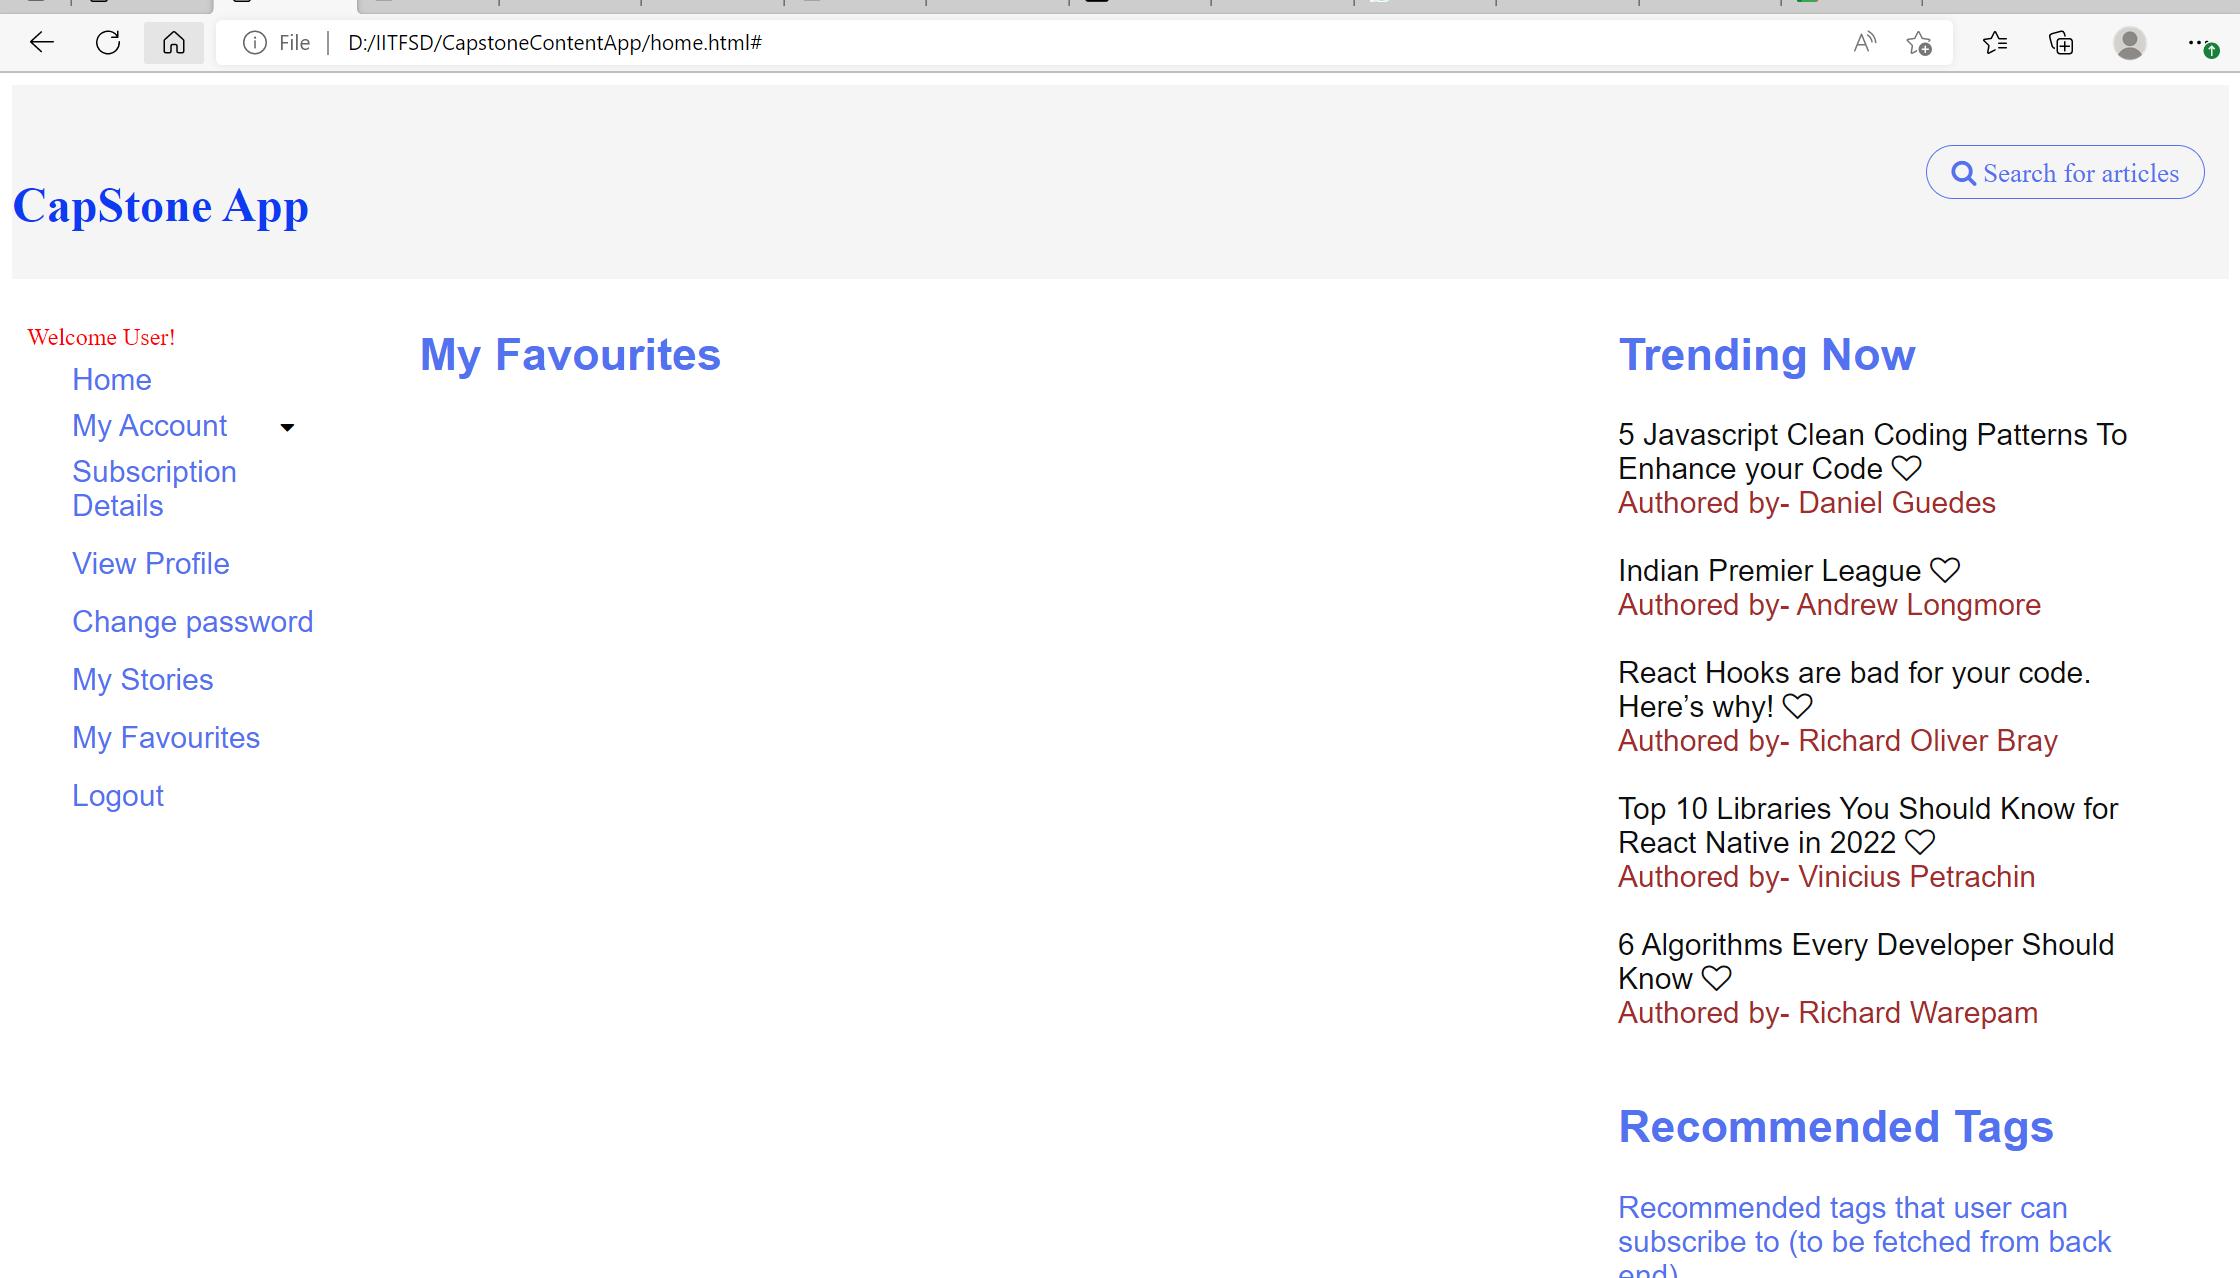 File
D:/IITFSD/CapstoneContentApp/home.html#
CapStone App
Search for articles
Welcome User!
Home
My Account
Subscription
Details
View Profile
Change password
My Stories
My Favourites
Logout
My Favourites
Trending Now
5 Javascript Clean Coding Patterns To
Enhance your Code
Authored by- Daniel Guedes
Indian Premier League
Authored by- Andrew Longmore
React Hooks are bad for your code.
Here’s why!
Authored by- Richard Oliver Bray
Top 10 Libraries You Should Know for
React Native in 2022
Authored by- Vinicius Petrachin
6 Algorithms Every Developer Should
Know
Authored by- Richard Warepam
Recommended Tags
Recommended tags that user can
subscribe to (to be fetched from back
end)